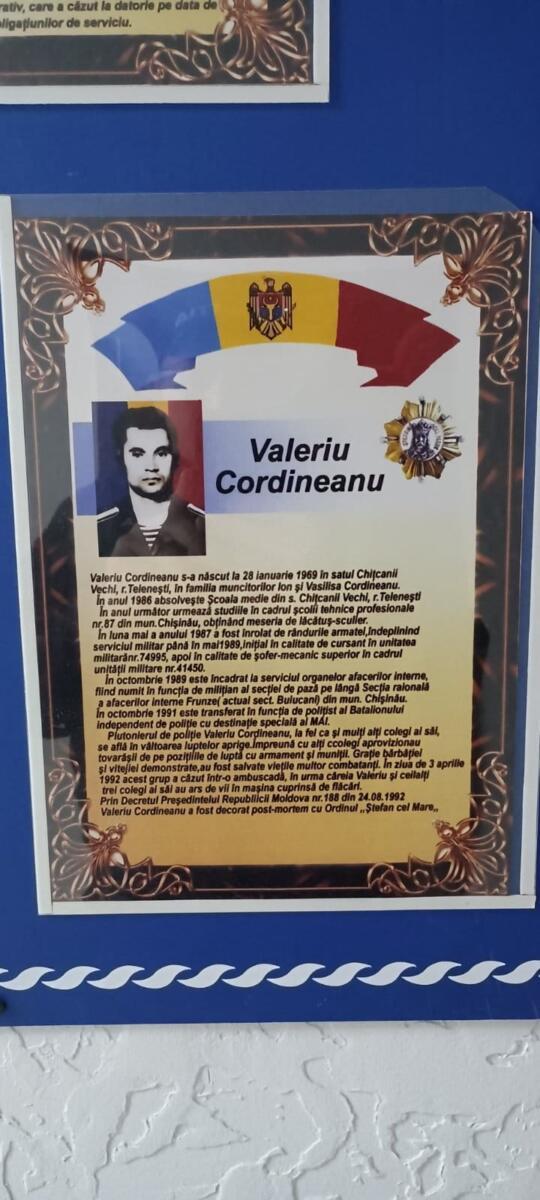 rativ, care a căzut la datorie pe data de
bligațiunilor de serviciu.
Valeriu
Cordineanu
Valeriu Cordineanu s-a născut la 28 ianuarie 1969 în satul Chițcanii
Vechi, r.Telenești, în familia muncitorilor Ion și Vasilisa Cordineanu.
În anul 1986 absolvește Școala medie din s. Chițcanii Vechi, r.Telenești.
În anul următor urmează studiile în cadrul școlii tehnice profesionale
nr.87 din mun.Chișinău, obținând meseria de lăcătuș-sculier.
În luna mai a anului 1987 a fost înrolat de rândurile armatei,îndeplinind
serviciul militar până în mai1989,inițial în calitate de cursant în unitatea
militarănr.74995, apoi în calitate de șofer-mecanic superior în cadrul
unității militare nr.41450.
În octombrie 1989 este încadrat la serviciul organelor afacerilor interne,
fiind numit în funcția de milițian al secției de pază pe lângă Secția raională
a afacerilor interne Frunze( actual sect. Buiucani) din mun. Chișinău.
În octombrie 1991 este transferat în funcția de polițist al Batalionului
independent de poliție cu destinație specială al MAI.
Plutonierul de poliție Valeriu Cordineanu, la fel ca și mulți alți colegi ai săi,
se află în vâltoarea luptelor aprige.Împreună cu alți ccolegi aprovizionau
tovarășii de pe pozițiile de luptă cu armament și muniții. Grație bărbăției
și vitejiei demonstrate,au fost salvate viețile multor combatanți. În ziua de 3 aprilie
1992 acest grup a căzut într-o ambuscadă, în urma căreia Valeriu și ceilalți
trei colegi ai săi au ars de vii în mașina cuprinsă de flăcări.
Prin Decretul Președintelui Republiicii Moldova nr.188 din 24.08.1992
Valeriu Cordineanu a fost decorat post-mortem cu Ordinul ,,Ștefan cel Mare,,